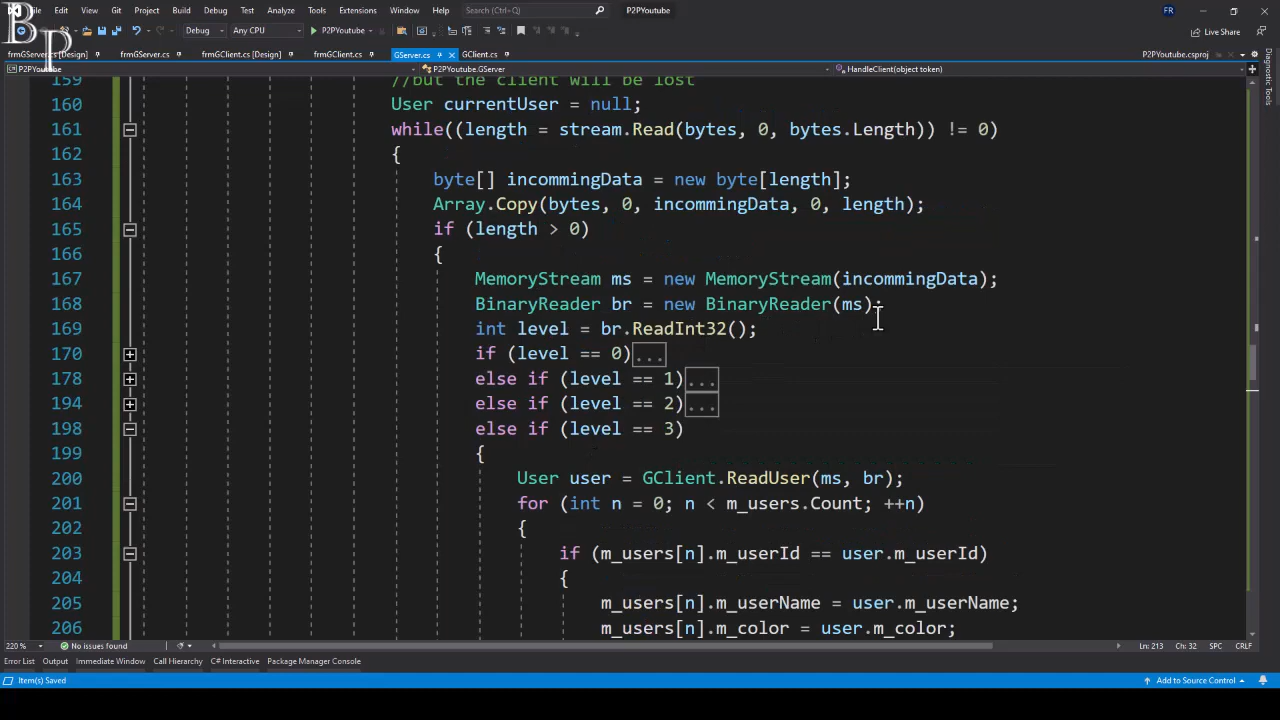 BP
File Edit View Git Project Build Debug Test Analyze Tools Extensions Window Help Search (Ctrl+Q) P2PYoutube FR
Debug Any CPU P2PYoutube Live Share
frmGServer.cs [Design] frmGServer.cs frmGClient.cs [Design] frmGClient.cs GServer.cs GClient.cs P2PYoutube.csproj
P2PYoutube P2PYoutube.GServer HandleClient(object token)
Diagnostic Tools
159 //but the client will be lost
160 User currentUser = null;
161 while((length = stream.Read(bytes, 0, bytes.Length)) != 0)
162 {
163 byte[] incommingData = new byte[length];
164 Array.Copy(bytes, 0, incommingData, 0, length);
165 if (length > 0)
166 {
167 MemoryStream ms = new MemoryStream(incommingData);
168 BinaryReader br = new BinaryReader(ms);
169 int level = br.ReadInt32();
170 if (level == 0)...
178 else if (level == 1)...
194 else if (level == 2)...
198 else if (level == 3)
199 {
200 User user = GClient.ReadUser(ms, br);
201 for (int n = 0; n < m_users.Count; ++n)
202 {
203 if (m_users[n].m_userId == user.m_userId)
204 {
205 m_users[n].m_userName = user.m_userName;
206 m_users[n].m_color = user.m_color;
220 % No issues found Ln: 213 Ch: 32 SPC CRLF
Error List Output Immediate Window Call Hierarchy C# Interactive Package Manager Console
Item(s) Saved Add to Source Control